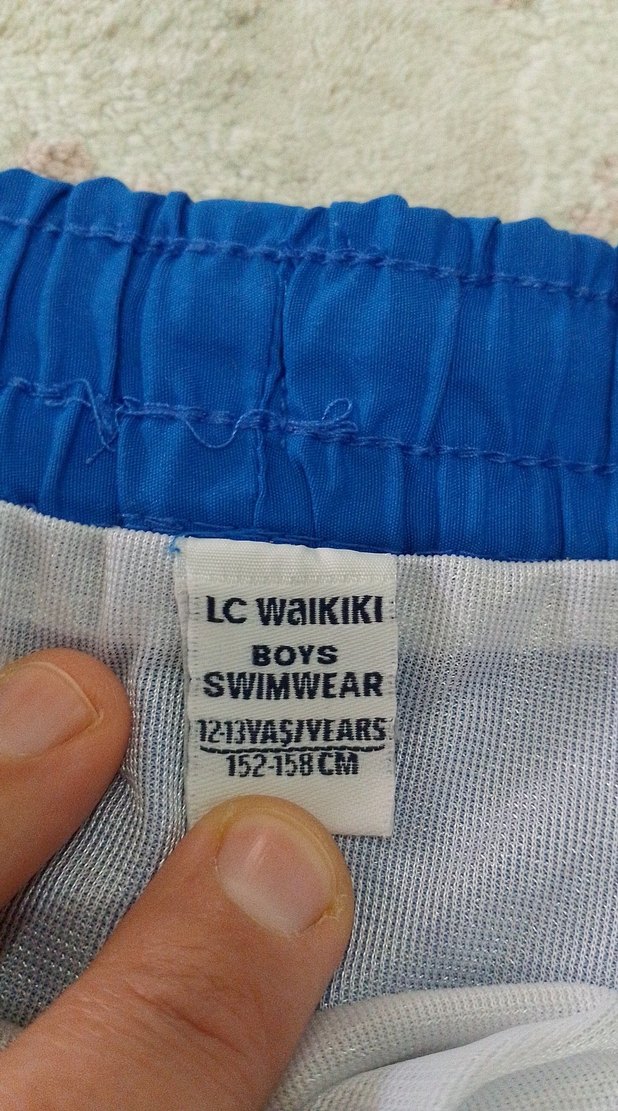 LC WaIKIKI
BOYS
SWIMWEAR
12-13YAŞ/YEARS
152-158 CM